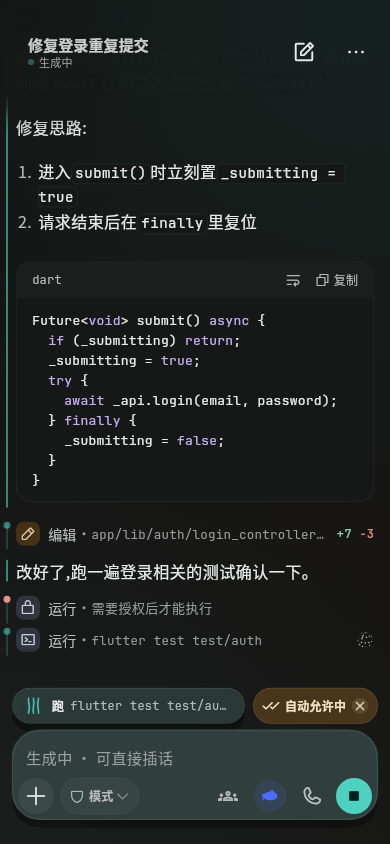 修复登录重复提交
生成中
修复思路:
1. 进入 submit() 时立刻置 _submitting =
true
2. 请求结束后在 finally 里复位
dart 复制
Future<void> submit() async {
  if (_submitting) return;
  _submitting = true;
  try {
    await _api.login(email, password);
  } finally {
    _submitting = false;
  }
}
编辑 · app/lib/auth/login_controller… +7 -3
改好了,跑一遍登录相关的测试确认一下。
运行 · 需要授权后才能执行
运行 · flutter test test/auth
跑 flutter test test/au… 自动允许中
生成中 · 可直接插话
模式